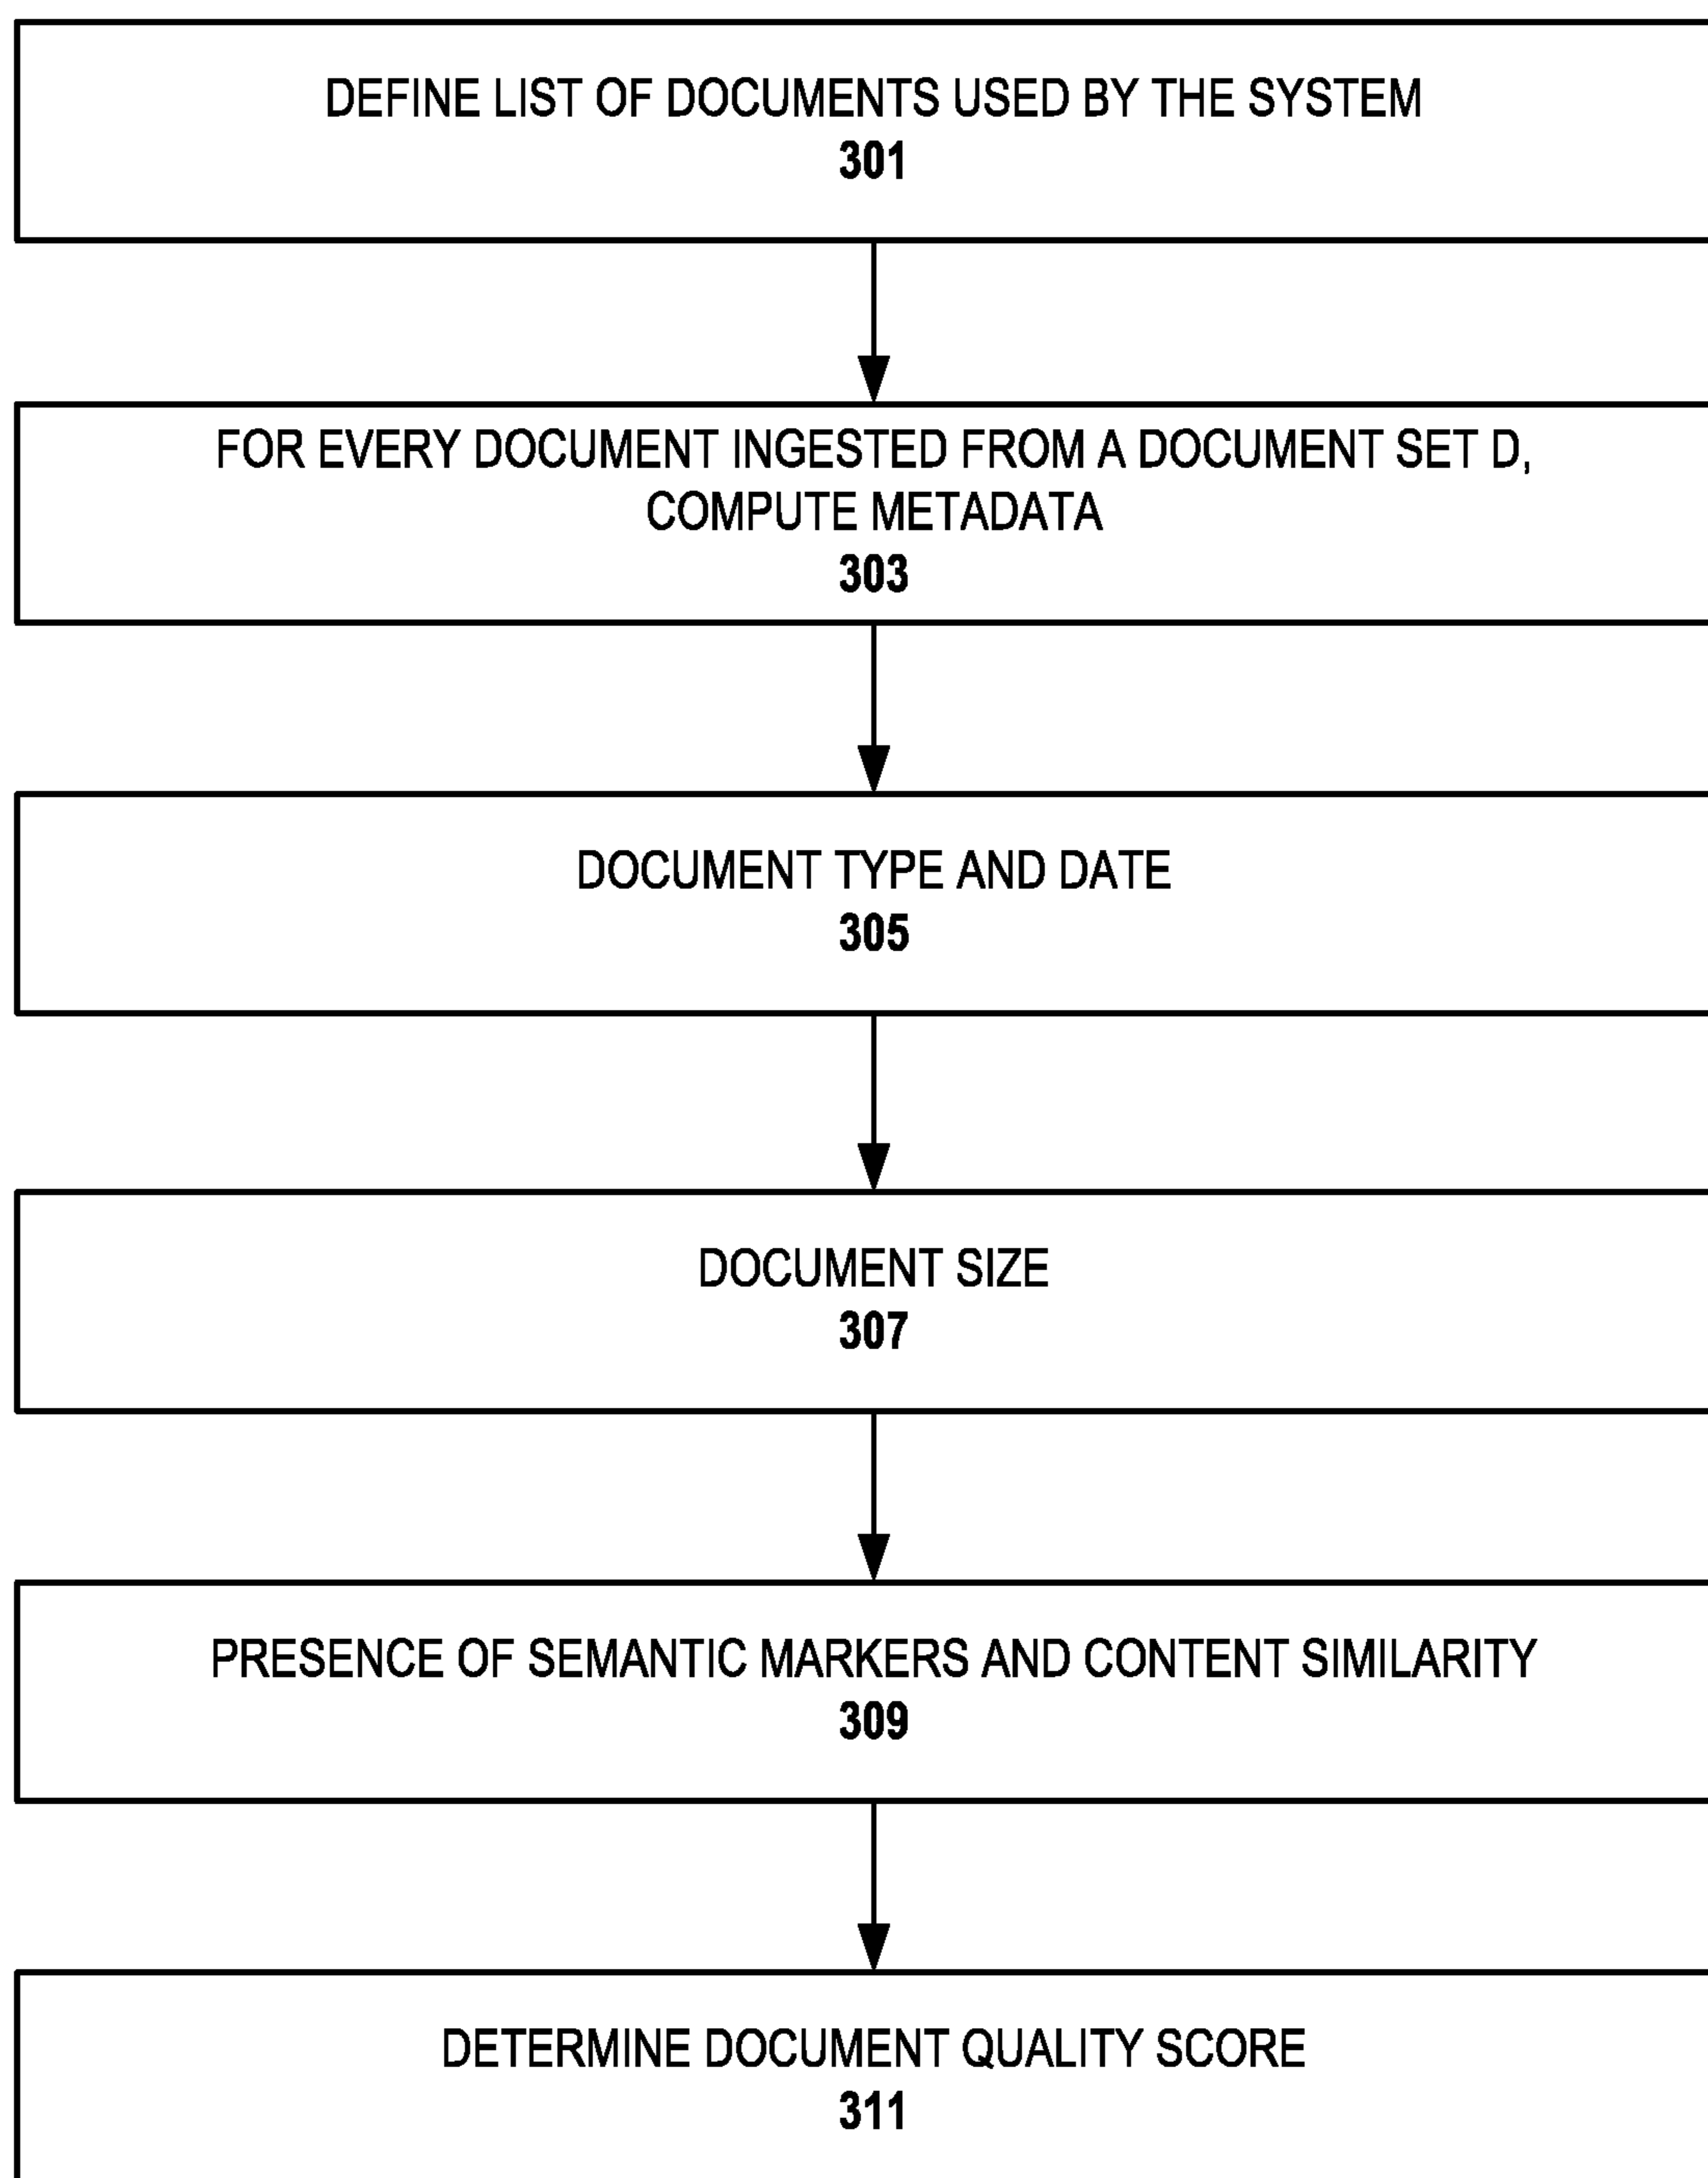 DEFINE LIST OF DOCUMENTS USED BY THE SYSTEM
301
FOR EVERY DOCUMENT INGESTED FROM A DOCUMENT SET D,
COMPUTE METADATA
303
DOCUMENT TYPE AND DATE
305
DOCUMENT SIZE
307
PRESENCE OF SEMANTIC MARKERS AND CONTENT SIMILARITY
309
DETERMINE DOCUMENT QUALITY SCORE
311